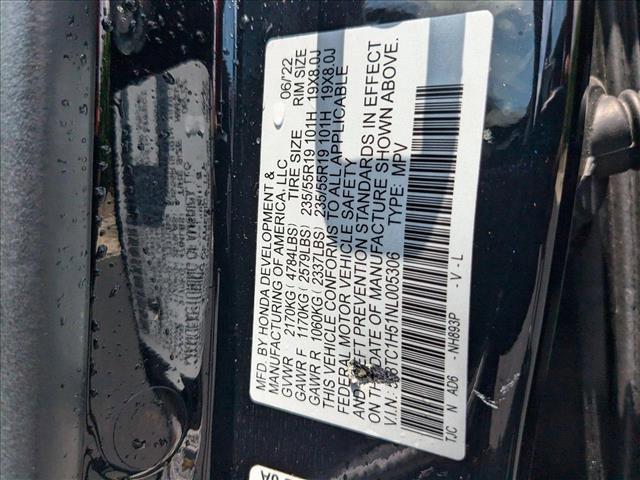 MFD. BY HONDA DEVELOPMENT &
MANUFACTURING OF AMERICA, LLC 06/'22
GVWR 2170KG ( 4784LBS) TIRE SIZE RIM SIZE
GAWR F 1170KG ( 2579LBS) 235/55R19 101H 19X8.0J
GAWR R 1060KG ( 2337LBS) 235/55R19 101H 19X8.0J
THIS VEHICLE CONFORMS TO ALL APPLICABLE
FEDERAL MOTOR VEHICLE SAFETY
AND THEFT PREVENTION STANDARDS IN EFFECT
ON THE DATE OF MANUFACTURE SHOWN ABOVE.
V.I.N. TC1H51NL005306 TYPE: MPV
TJC N AD6 NH893P -V-L